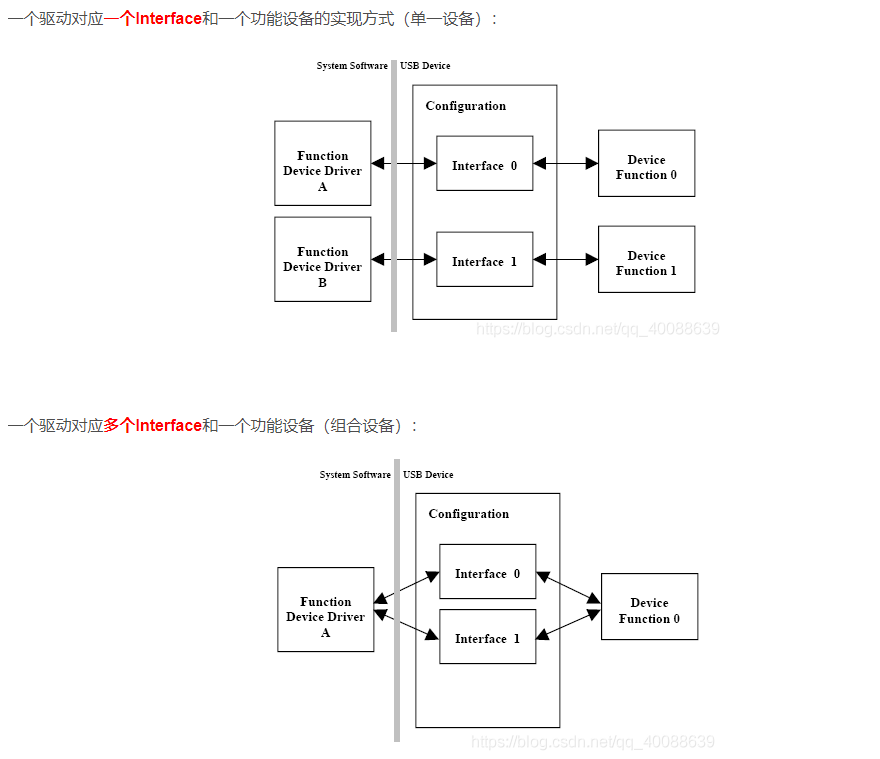 一个驱动对应一个Interface和一个功能设备的实现方式（单一设备）：
System Software USB Device
Configuration
Function
Device Driver
A
Interface 0
Device
Function 0
Function
Device Driver
B
Interface 1
Device
Function 1
https://blog.csdn.net/qq_40088639
一个驱动对应多个Interface和一个功能设备（组合设备）：
System Software USB Device
Configuration
Interface 0
Function
Device Driver
A
Device
Function 0
Interface 1
https://blog.csdn.net/qq_40088639